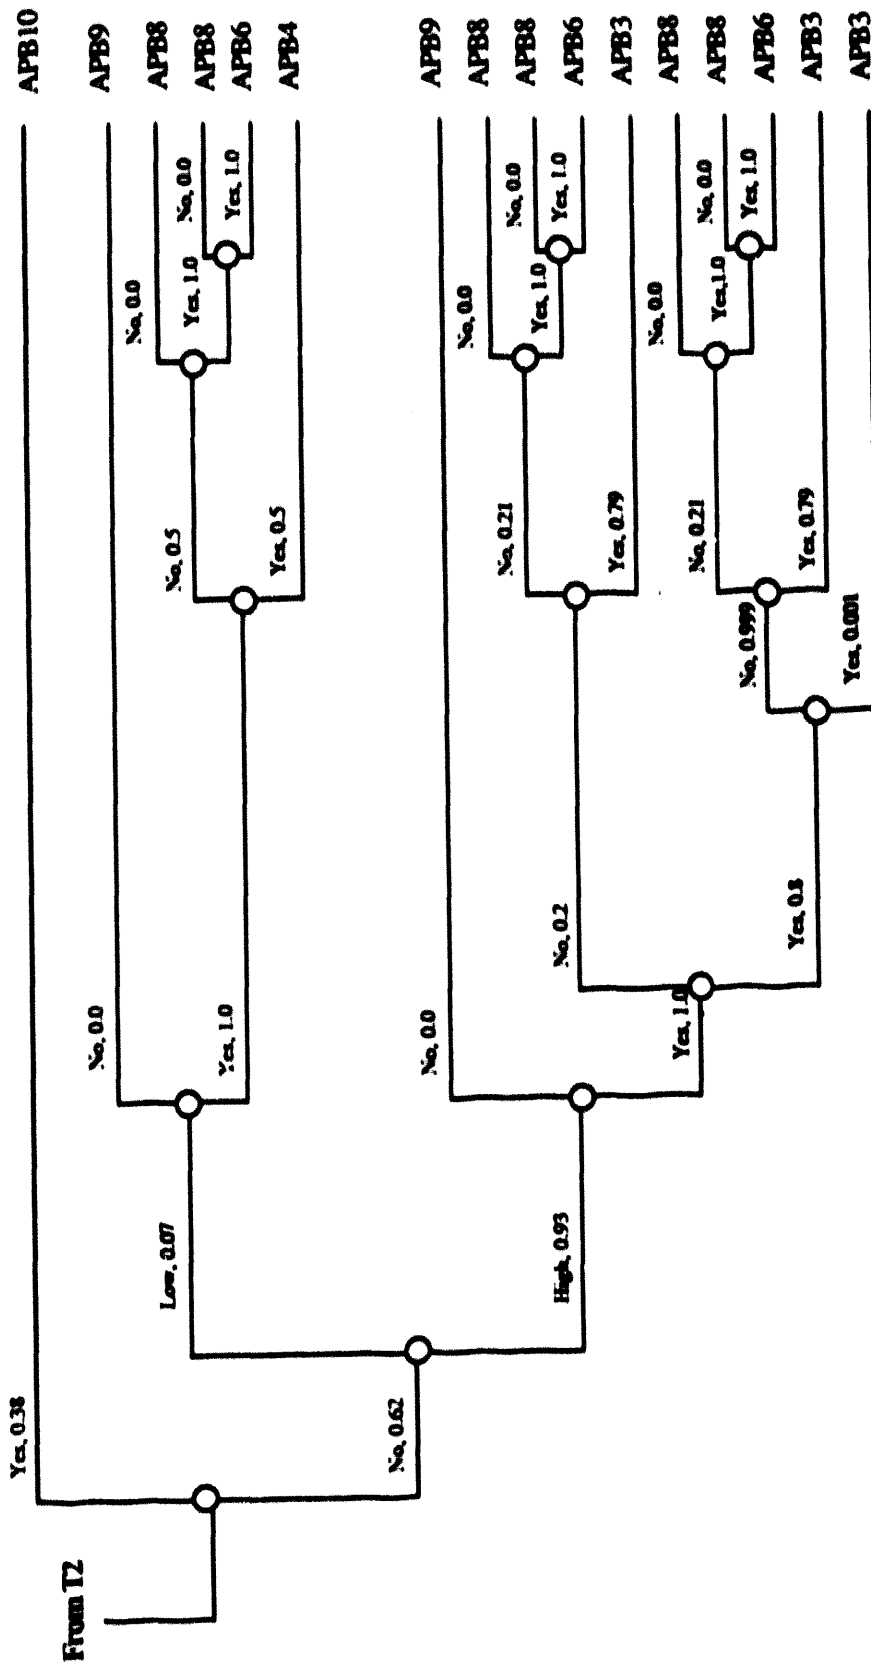 From T2
Yes, 0.38
No, 0.62
Low, 0.07
High, 0.93
No, 0.0
Yes, 1.0
No, 0.5
Yes, 0.5
No, 0.0
Yes, 1.0
No, 0.0
Yes, 1.0
No, 0.0
Yes, 1.0
No, 0.2
Yes, 0.8
No, 0.21
Yes, 0.79
No, 0.0
Yes, 1.0
No, 0.0
Yes, 1.0
No, 0.999
Yes, 0.001
No, 0.21
Yes, 0.79
No, 0.0
Yes,1.0
No, 0.0
Yes, 1.0
APB10
APB9
APB8
APB8
APB6
APB4
APB9
APB8
APB8
APB6
APB3
APB8
APB8
APB6
APB3
APB3